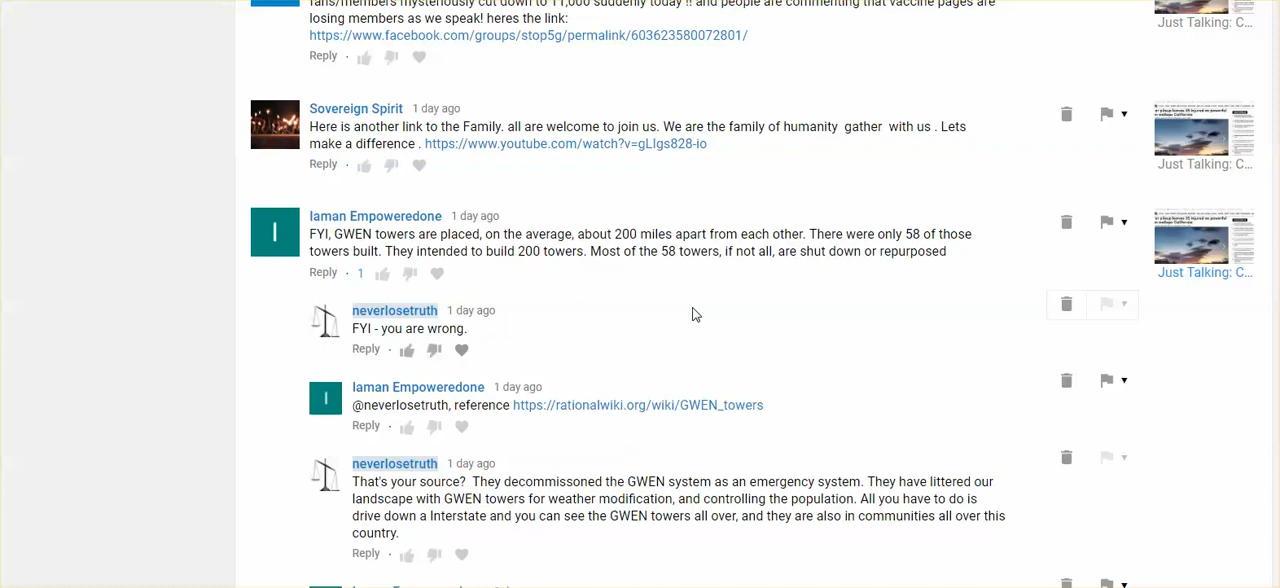 fans/members mysteriously cut down to 11,000 suddenly today !! and people are commenting that vaccine pages are
losing members as we speak! heres the link:
https://www.facebook.com/groups/stop5g/permalink/603623580072801/
Reply ·
Just Talking: C...
Sovereign Spirit 1 day ago
Here is another link to the Family. all are welcome to join us. We are the family of humanity gather with us . Lets
make a difference . https://www.youtube.com/watch?v=gLIgs828-io
Reply ·
Just Talking: C...
I
Iaman Empoweredone 1 day ago
FYI, GWEN towers are placed, on the average, about 200 miles apart from each other. There were only 58 of those
towers built. They intended to build 200 towers. Most of the 58 towers, if not all, are shut down or repurposed
Reply · 1
Just Talking: C...
neverlosetruth 1 day ago
FYI - you are wrong.
Reply ·
I
Iaman Empoweredone 1 day ago
@neverlosetruth, reference https://rationalwiki.org/wiki/GWEN_towers
Reply ·
neverlosetruth 1 day ago
That's your source? They decommissoned the GWEN system as an emergency system. They have littered our
landscape with GWEN towers for weather modification, and controlling the population. All you have to do is
drive down a Interstate and you can see the GWEN towers all over, and they are also in communities all over this
country.
Reply ·